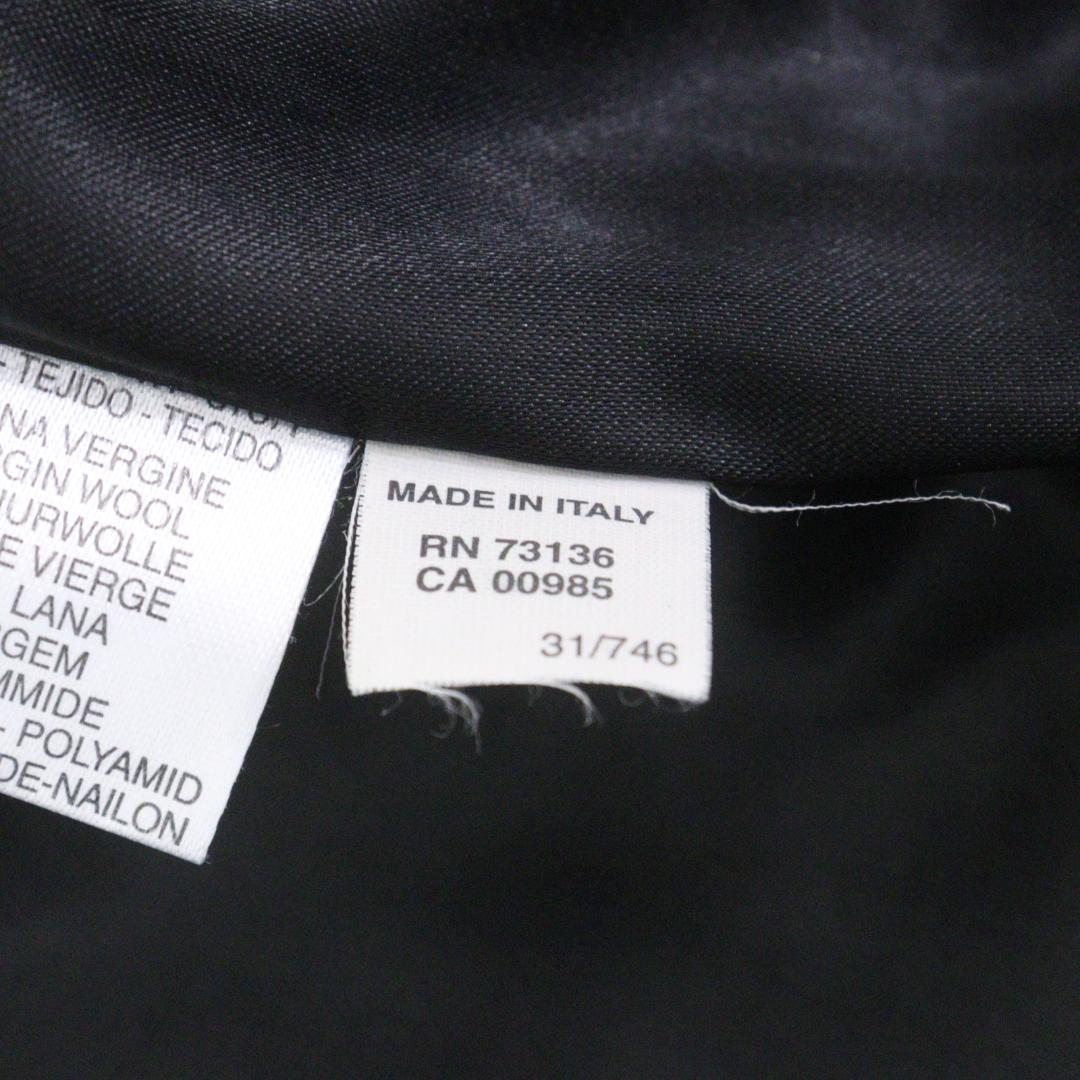 - TEJIDO - TECIDO
NA VERGINE
GIN WOOL
URWOLLE
E VIERGE
LANA
GEM
MMIDE
- POLYAMID
DE-NAILON
MADE IN ITALY
RN 73136
CA 00985
31/746